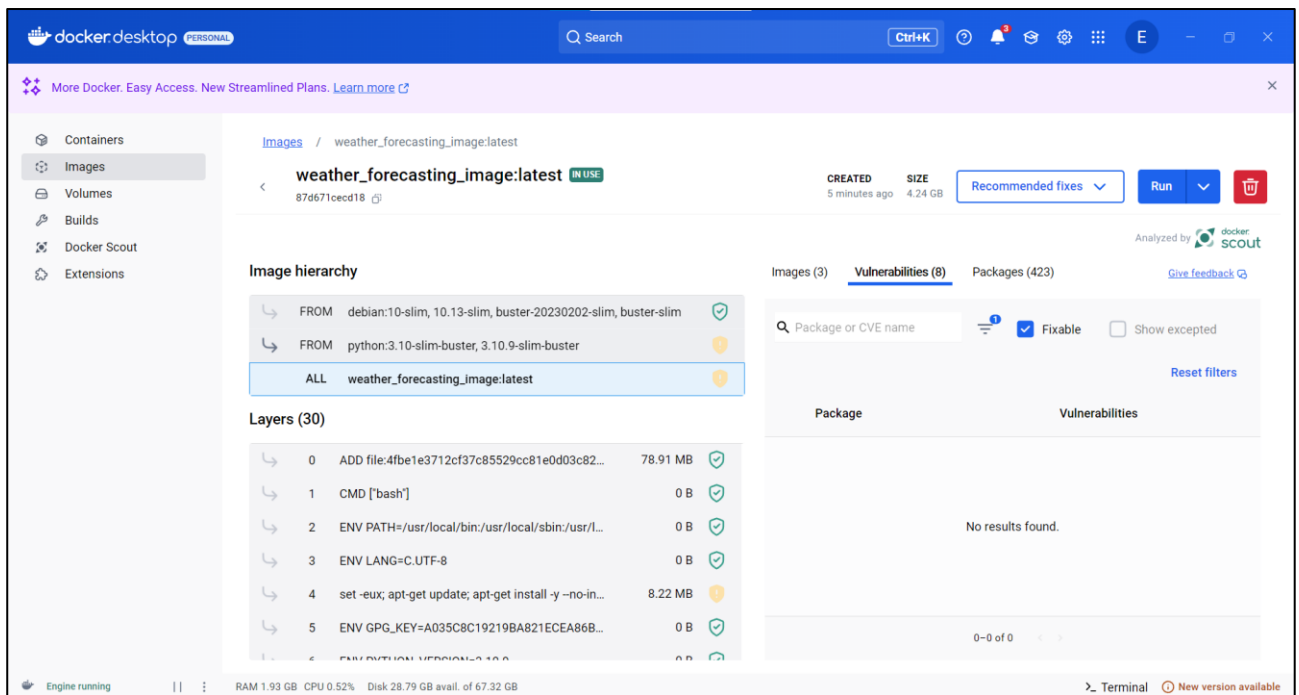 docker.desktop PERSONAL
Search
Ctrl+K
3
E
More Docker. Easy Access. New Streamlined Plans. Learn more
Containers
Images
Volumes
Builds
Docker Scout
Extensions
Images / weather_forecasting_image:latest
weather_forecasting_image:latest IN USE
87d671cecd18
CREATED
5 minutes ago
SIZE
4.24 GB
Recommended fixes
Run
Analyzed by docker scout
Image hierarchy
FROM debian:10-slim, 10.13-slim, buster-20230202-slim, buster-slim
FROM python:3.10-slim-buster, 3.10.9-slim-buster
ALL weather_forecasting_image:latest
Layers (30)
0 ADD file:4fbe1e3712cf37c85529cc81e0d03c82... 78.91 MB
1 CMD ["bash"] 0 B
2 ENV PATH=/usr/local/bin:/usr/local/sbin:/usr/l... 0 B
3 ENV LANG=C.UTF-8 0 B
4 set -eux; apt-get update; apt-get install -y --no-in... 8.22 MB
5 ENV GPG_KEY=A035C8C19219BA821ECEA86B... 0 B
Images (3) Vulnerabilities (8) Packages (423)
Give feedback
Package or CVE name
1
Fixable
Show excepted
Reset filters
Package Vulnerabilities
No results found.
0–0 of 0
Engine running
RAM 1.93 GB CPU 0.52% Disk 28.79 GB avail. of 67.32 GB
Terminal
New version available